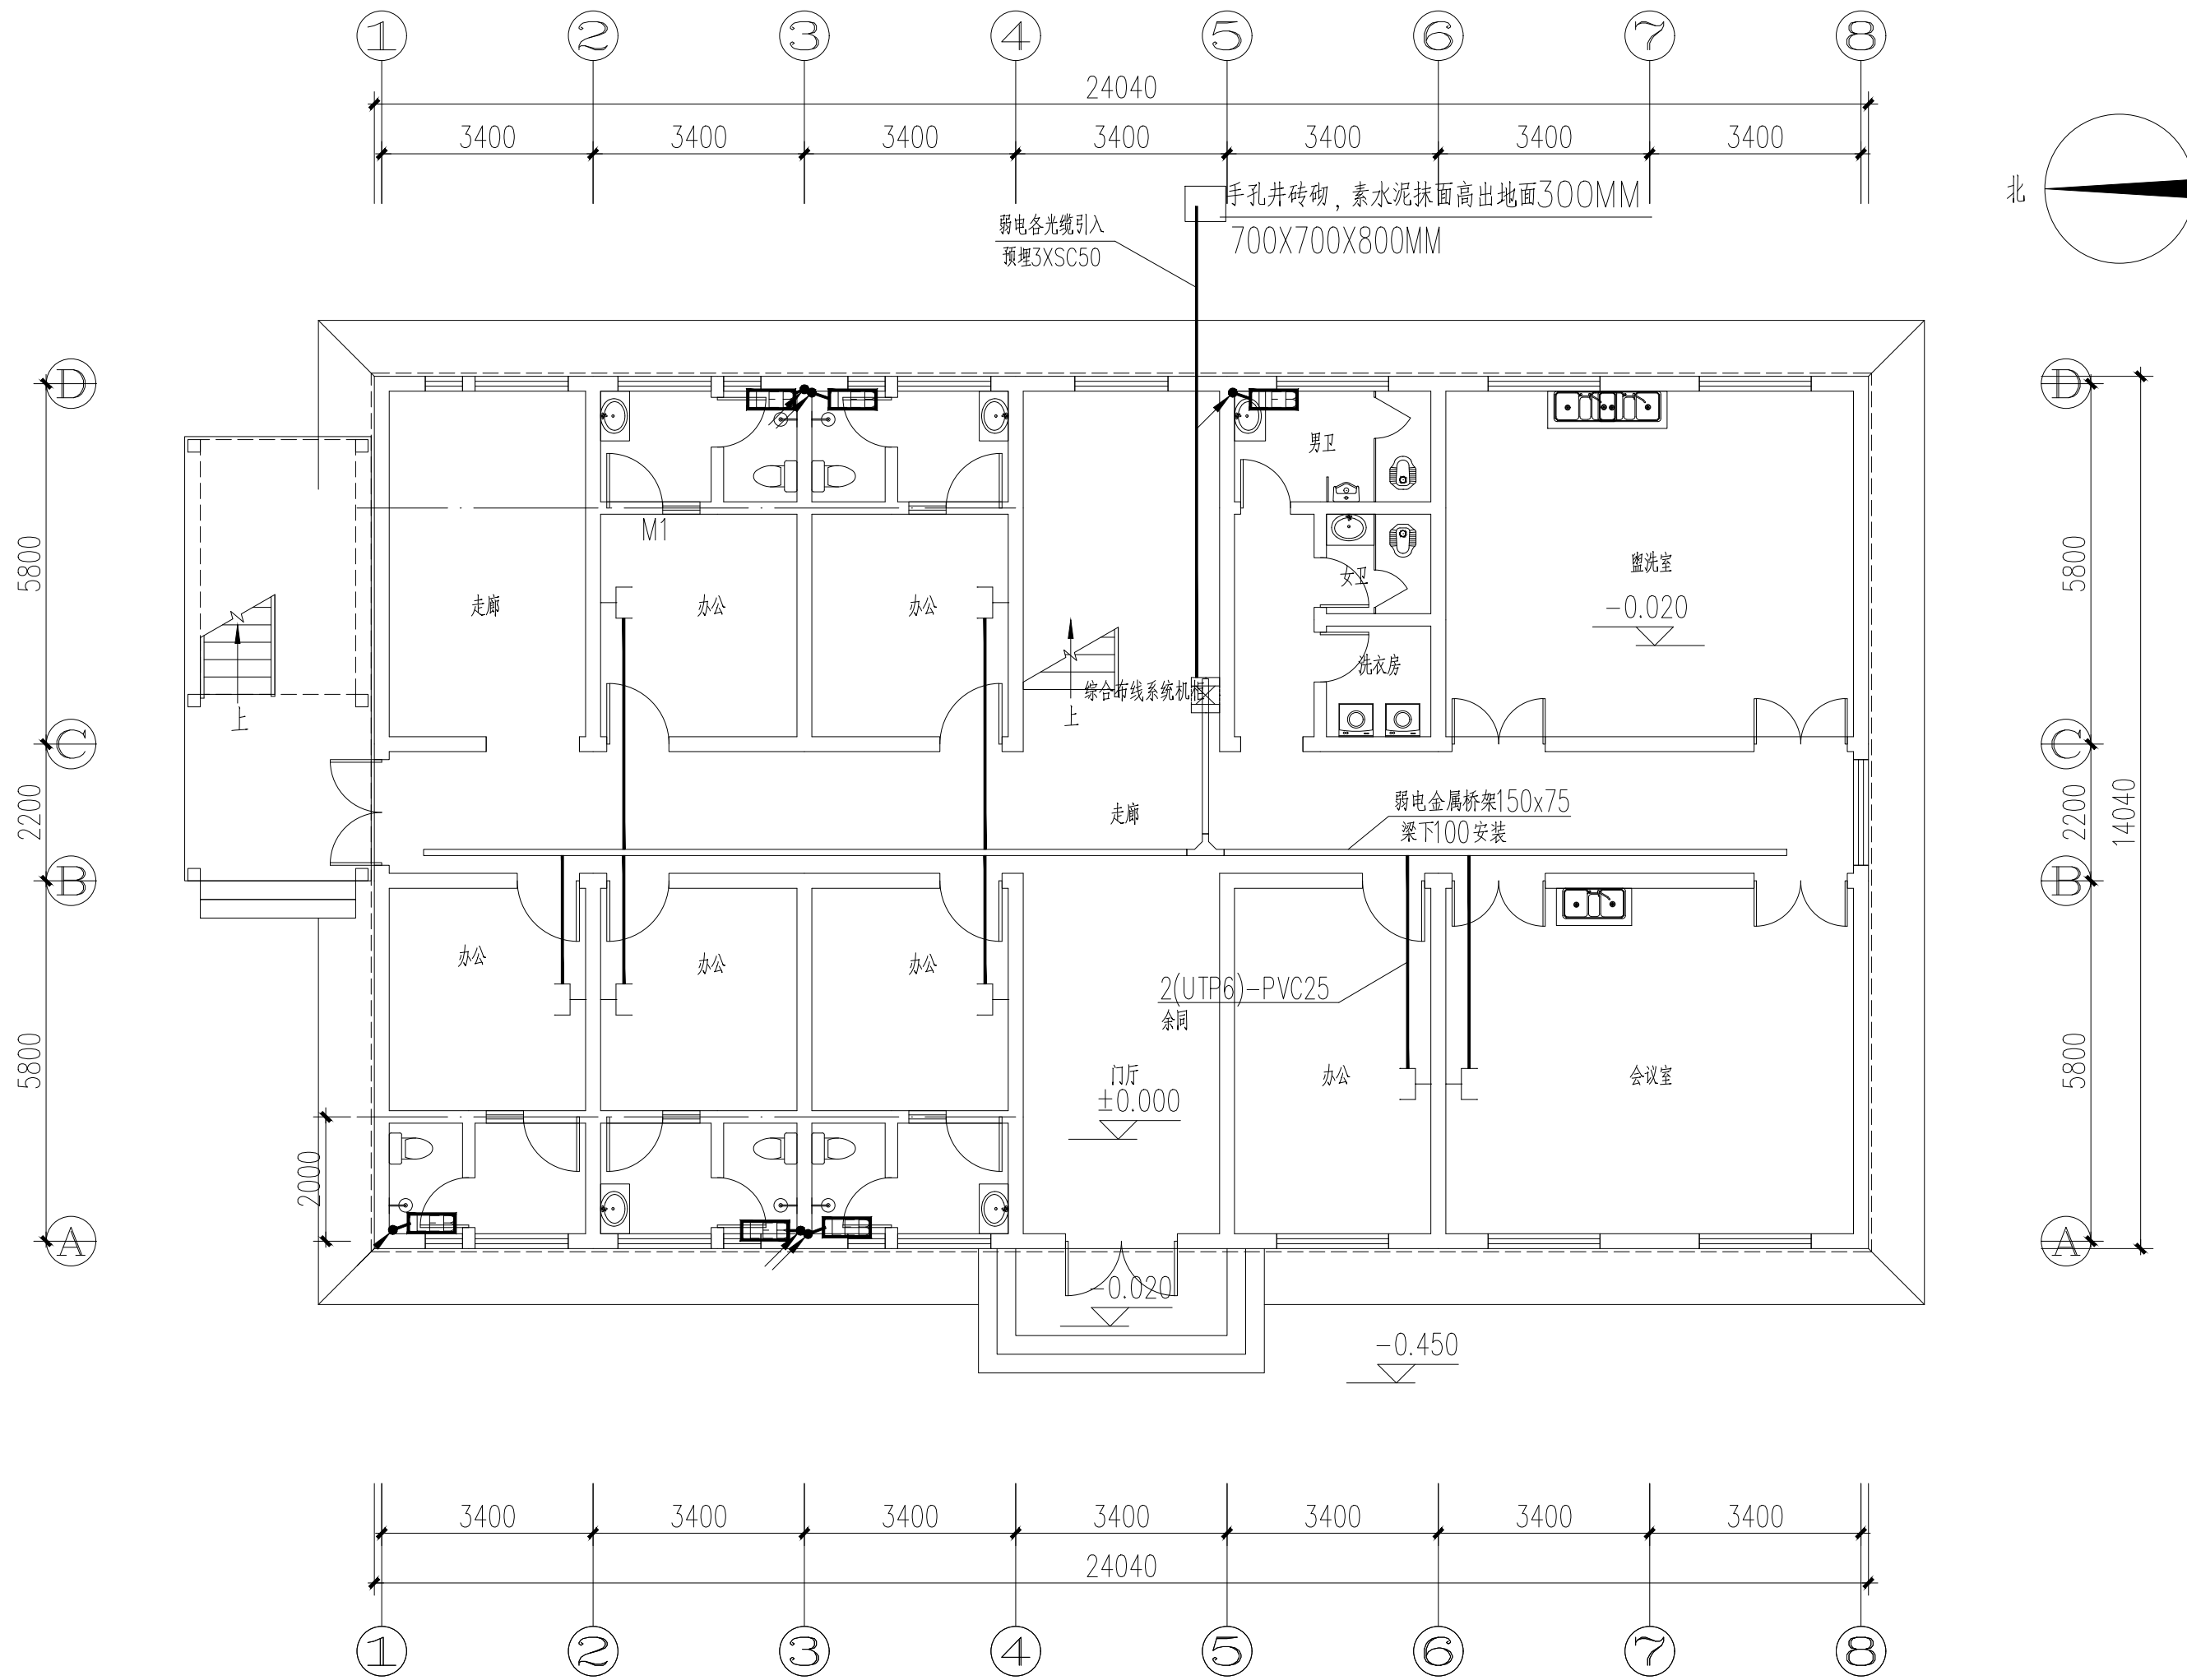 1 2 3 4 5 6 7 8
24040
3400 3400 3400 3400 3400 3400 3400
手孔井砖砌，素水泥抹面高出地面300MM
700X700X800MM
弱电各光缆引入
预埋3XSC50
北
D D
男卫
M1
5800 5800
女卫
盥洗室
-0.020
走廊 办公 办公
洗衣房
综合布线系统机柜
上 上
C C
2200 2200
14040
走廊
弱电金属桥架150x75
梁下100安装
B B
办公 办公 办公
2(UTP6)-PVC25
余同
5800 5800
门厅
±0.000
办公 会议室
2000
A A
-0.020
-0.450
3400 3400 3400 3400 3400 3400 3400
24040
1 2 3 4 5 6 7 8